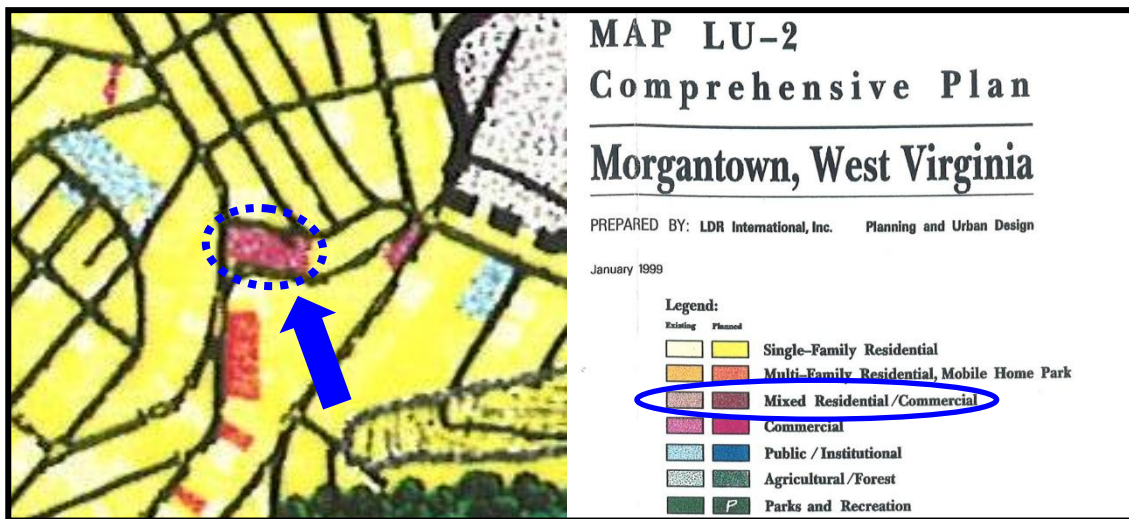 MAP LU-2
Comprehensive Plan
Morgantown, West Virginia
PREPARED BY: LDR International, Inc. Planning and Urban Design
January 1999
Legend:
Existing Planned
Single-Family Residential
Multi-Family Residential, Mobile Home Park
Mixed Residential/Commercial
Commercial
Public / Institutional
Agricultural/Forest
P Parks and Recreation